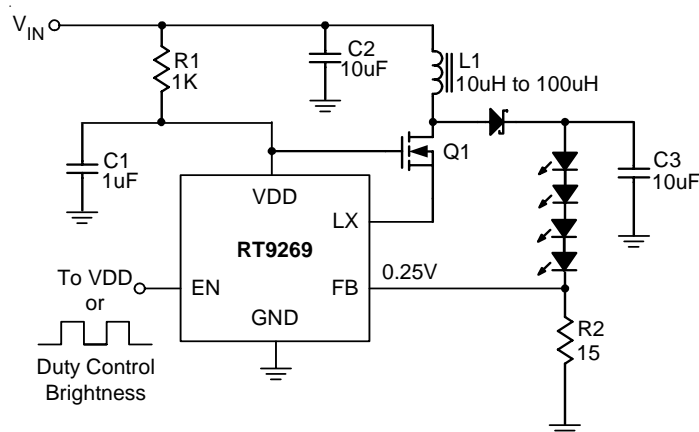 VIN
R1
1K
C2
10uF
L1
10uH to 100uH
C1
1uF
Q1
C3
10uF
VDD
LX
RT9269
To VDD
or
EN
FB
0.25V
GND
Duty Control
Brightness
R2
15